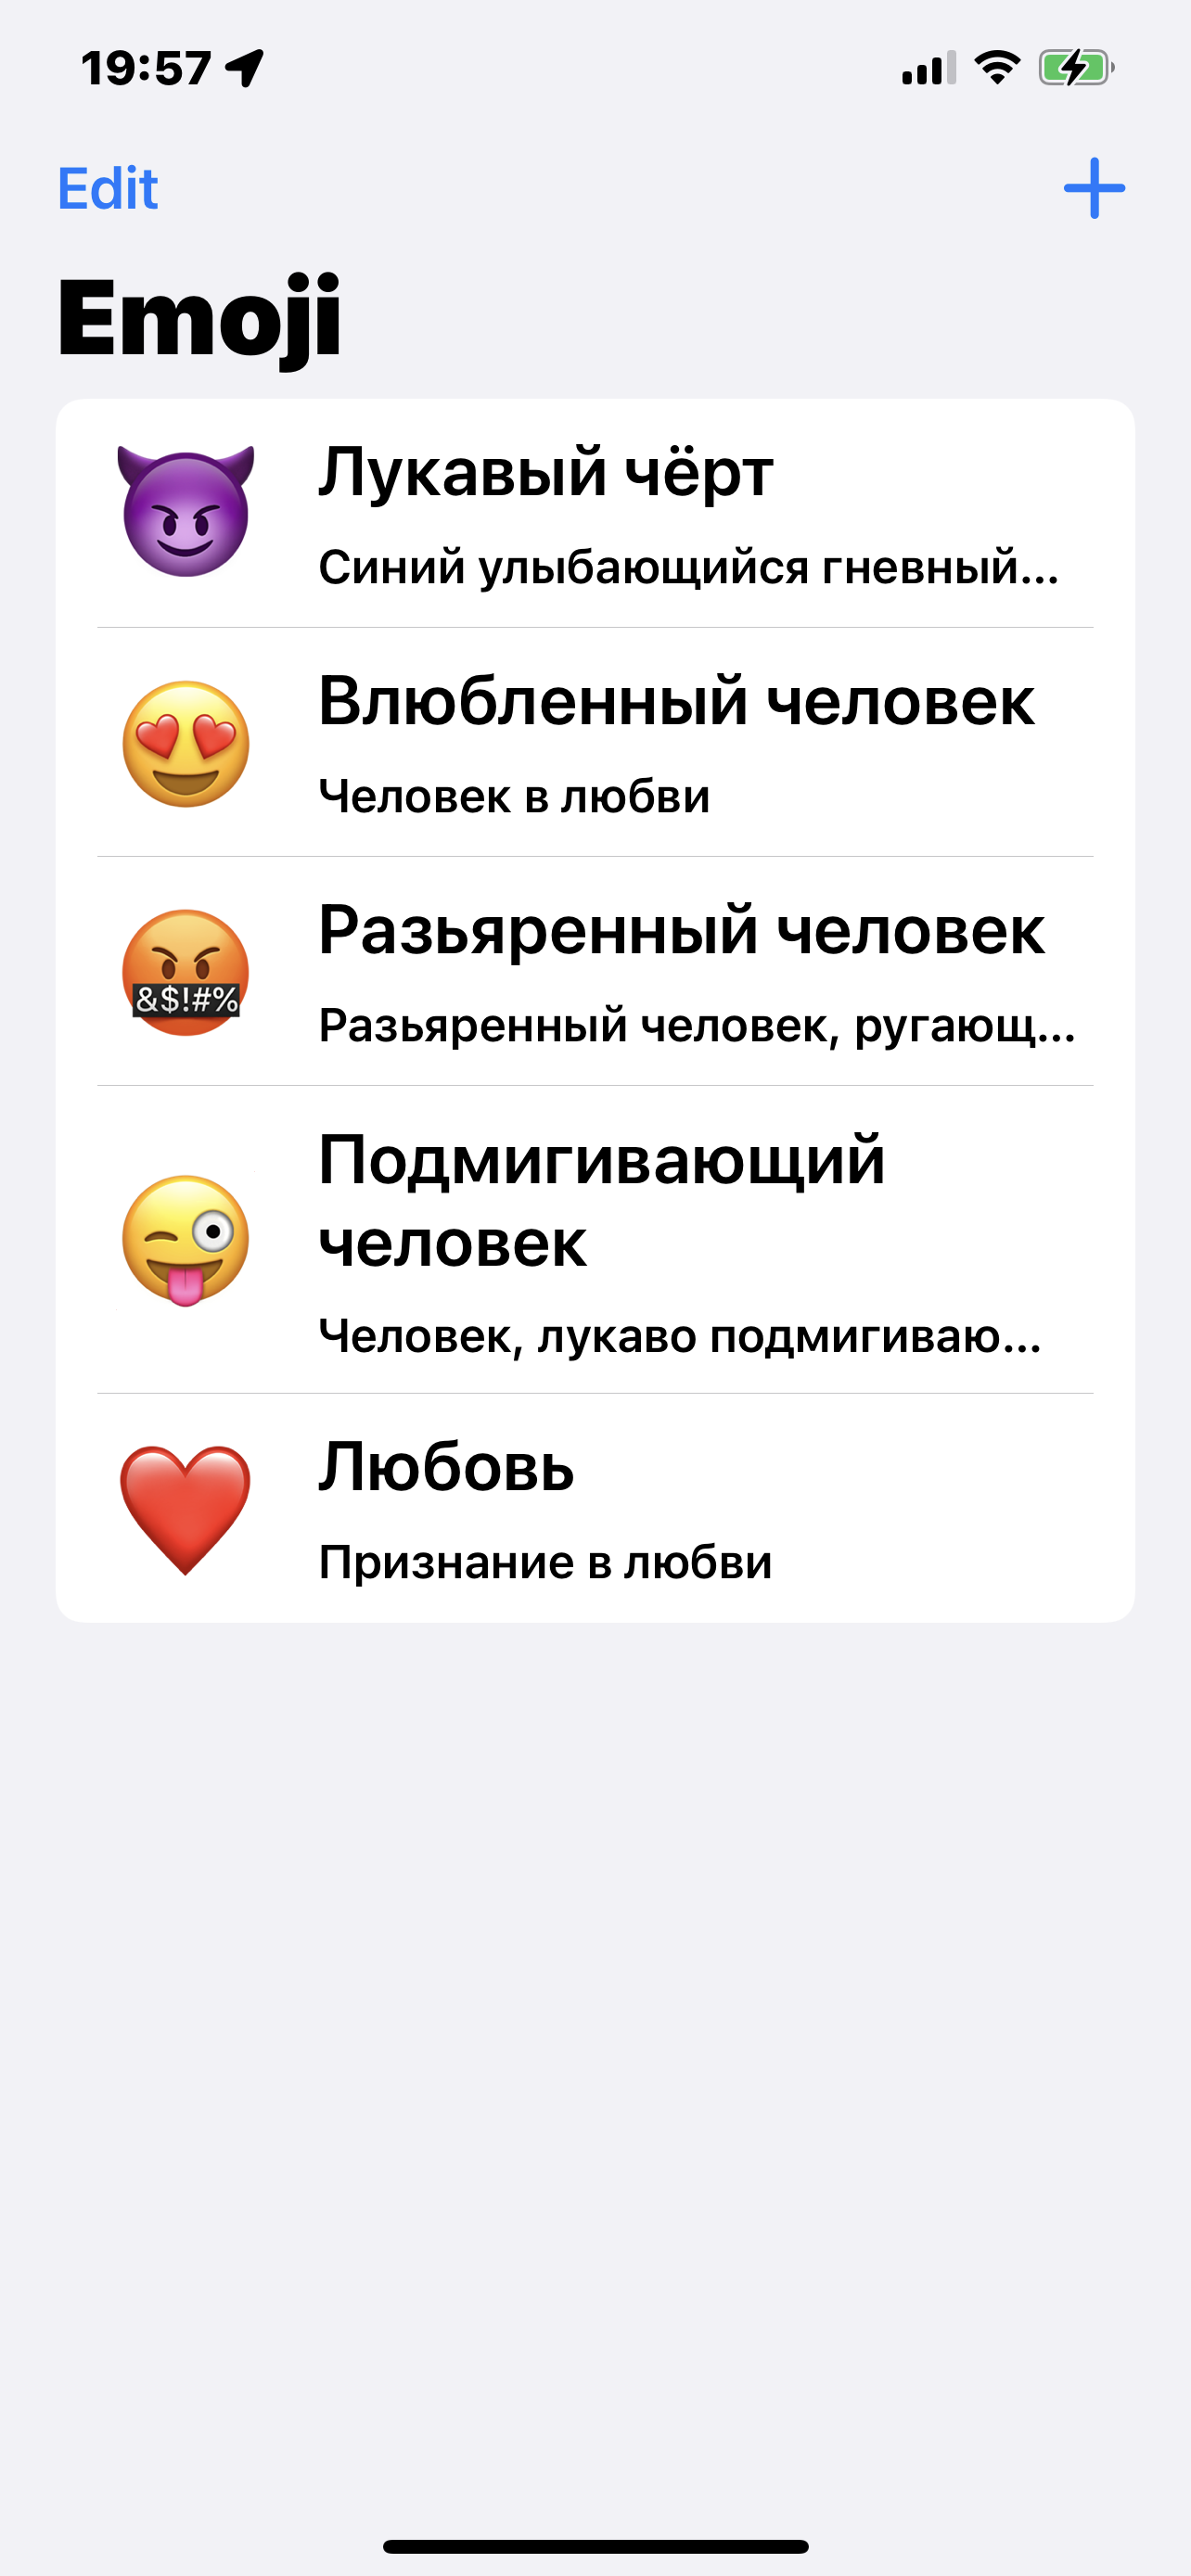 19:57
Edit
Emoji
Лукавый чёрт
Синий улыбающийся гневный...
Влюбленный человек
Человек в любви
&$!#%
Разьяренный человек
Разьяренный человек, ругающ...
Подмигивающий
человек
Человек, лукаво подмигиваю...
Любовь
Признание в любви